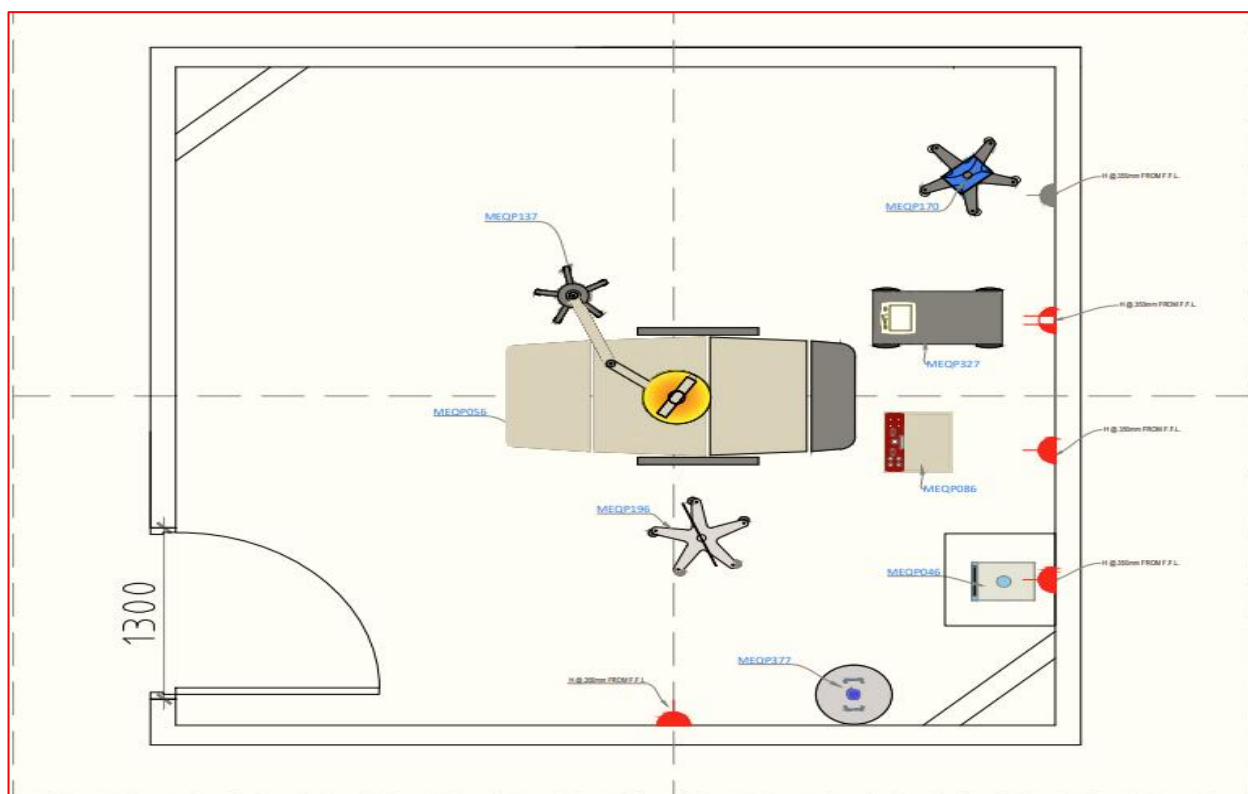 H @ 350mm FROM F.F.L.
MEQP170
MEQP137
H @ 350mm FROM F.F.L.
MEQP327
MEQP056
H @ 350mm FROM F.F.L.
MEQP086
MEQP196
H @ 350mm FROM F.F.L.
MEQP046
1300
MEQP377
H @ 350mm FROM F.F.L.